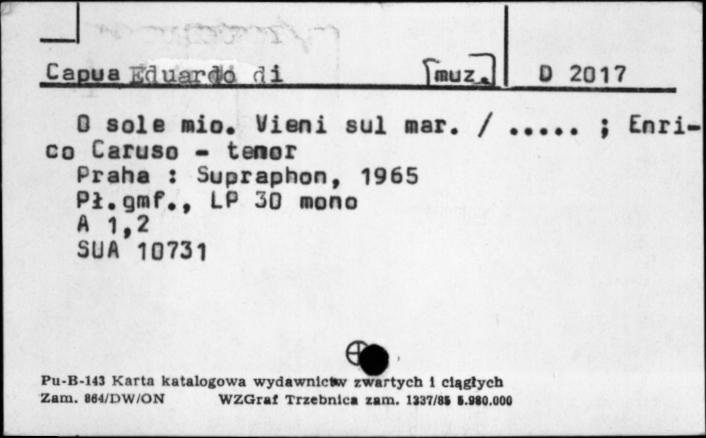 Capua Eduardo di muz. D 2017
O sole mio. Vieni sul mar. / ..... ; Enri-
co Caruso - tenor
Praha : Supraphon, 1965
Pł.gmf., LP 30 mono
A 1,2
SUA 10731
Pu-B-143 Karta katalogowa wydawnictw zwartych i ciągłych
Zam. 864/DW/ON WZGraf Trzebnica zam. 1337/85 5.980.000